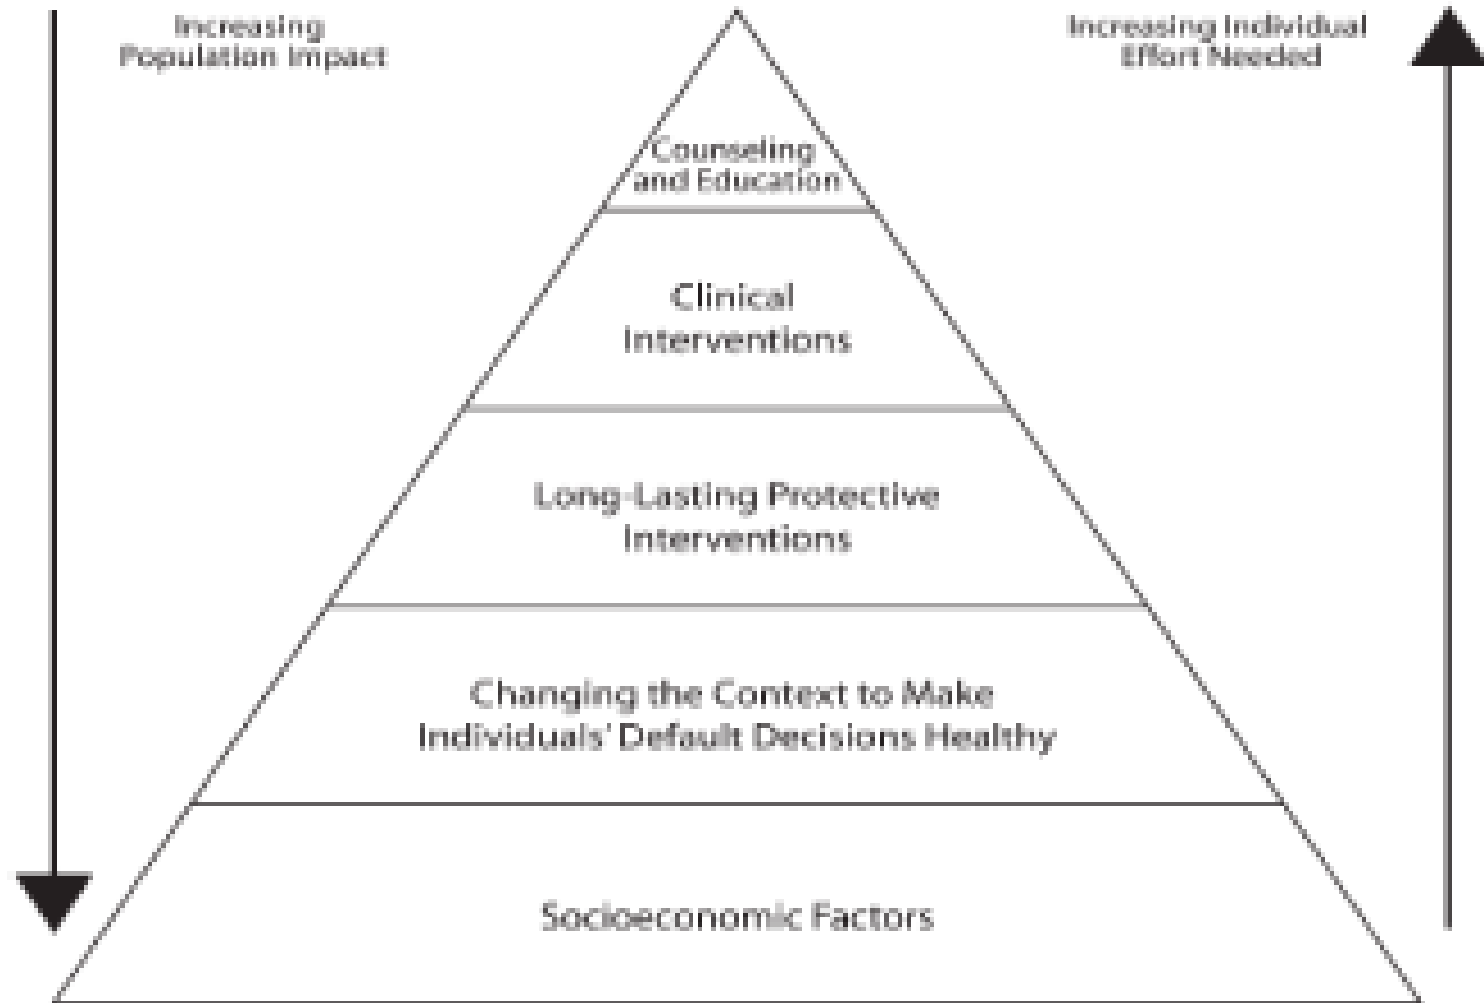 Increasing
Population Impact
Increasing Individual
Effort Needed
Counseling
and Education
Clinical
Interventions
Long-Lasting Protective
Interventions
Changing the Context to Make
Individuals' Default Decisions Healthy
Socioeconomic Factors